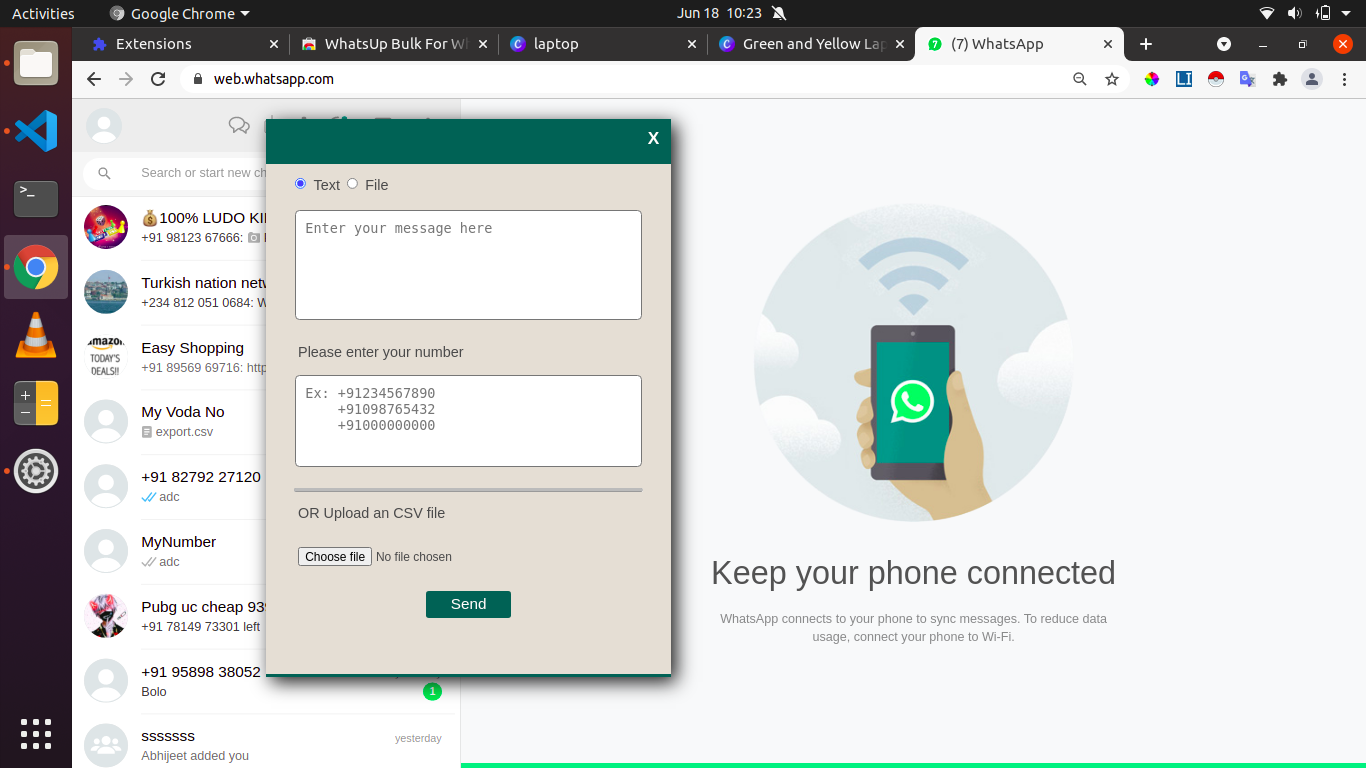 Activities
Google Chrome
Jun 18 10:23
Extensions
WhatsUp Bulk For Wh
laptop
Green and Yellow Lap
(7) WhatsApp
web.whatsapp.com
LI
X
Search or start new ch
Text
File
Enter your message here
💰100% LUDO KI
+91 98123 67666:
Turkish nation netw
+234 812 051 0684: W
amazon
TODAY'S
DEALS!!
Easy Shopping
+91 89569 69716: http
Please enter your number
Ex: +91234567890
+91098765432
+91000000000
My Voda No
export.csv
+91 82792 27120
adc
OR Upload an CSV file
MyNumber
adc
Choose file No file chosen
Send
Pubg uc cheap 939
+91 78149 73301 left
+91 95898 38052
Bolo
1
sssssss
yesterday
Abhijeet added you
Keep your phone connected
WhatsApp connects to your phone to sync messages. To reduce data
usage, connect your phone to Wi-Fi.